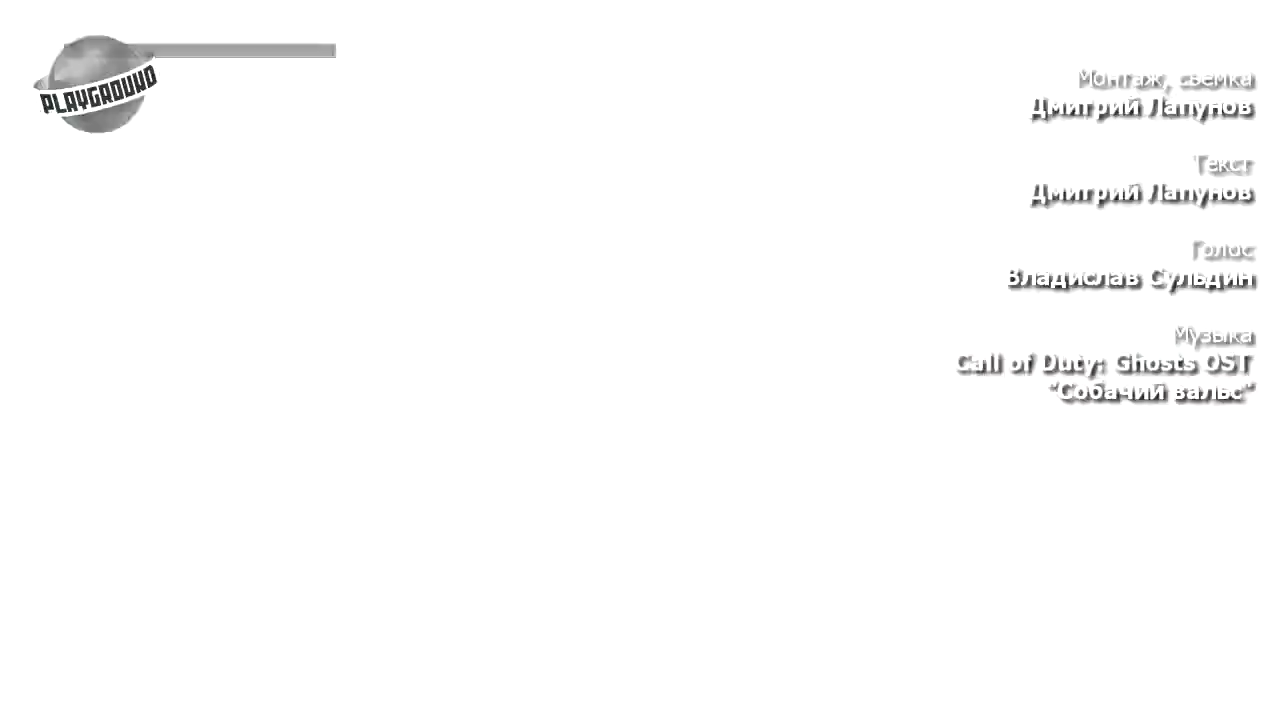 PLAYGROUND
Монтаж, съемка
Дмитрий Лапунов
Текст
Дмитрий Лапунов
Голос
Владислав Сульдин
Музыка
Call of Duty: Ghosts OST
"Собачий вальс"